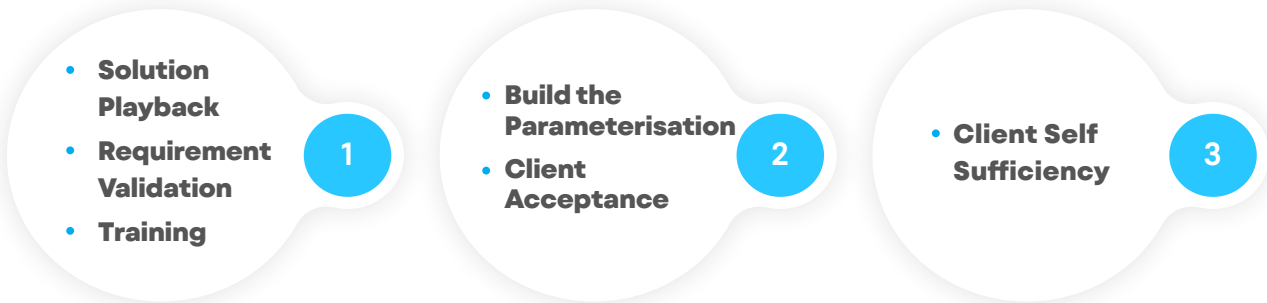 • Solution
Playback
• Requirement
Validation
• Training
1
• Build the
Parameterisation
• Client
Acceptance
2
• Client Self
Sufficiency
3